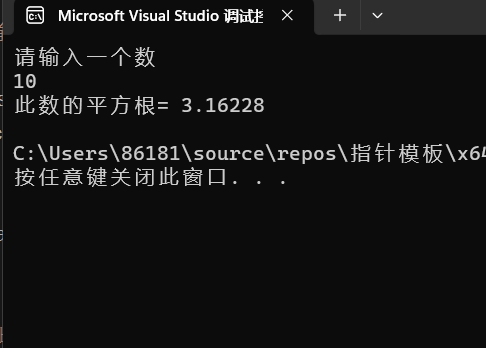 Microsoft Visual Studio 调试
请输入一个数
10
此数的平方根= 3.16228
C:\Users\86181\source\repos\指针模板\x64
按任意键关闭此窗口. . .